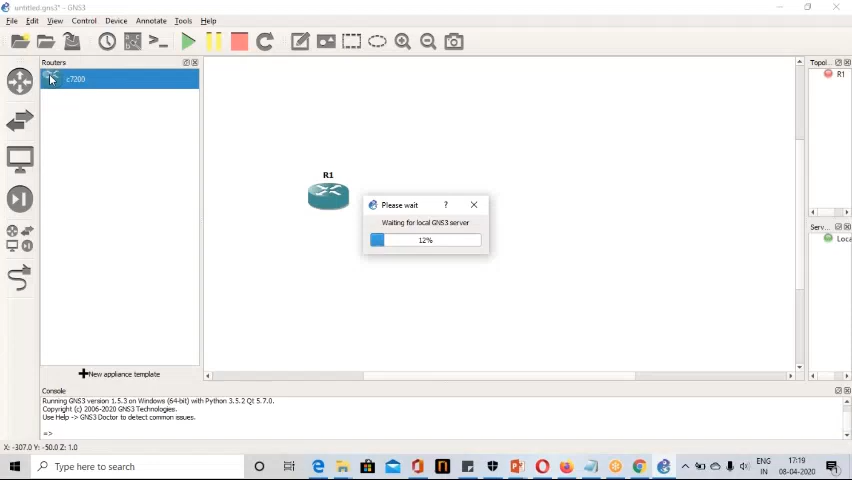 untitled.gns3* - GNS3
File Edit View Control Device Annotate Tools Help
Routers
c7200
R1
Please wait
?
Waiting for local GNS3 server
12%
Topol..
R1
Serv..
Loca
New appliance template
Console
Running GNS3 version 1.5.3 on Windows (64-bit) with Python 3.5.2 Qt 5.7.0.
Copyright (c) 2006-2020 GNS3 Technologies.
Use Help -> GNS3 Doctor to detect common issues.
=>
X: -307.0 Y: -50.0 Z: 1.0
Type here to search
ENG
IN
17:19
08-04-2020